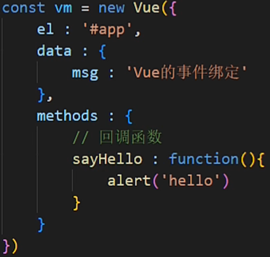 const vm = new Vue({
    el : '#app',
    data : {
        msg : 'Vue的事件绑定'
    },
    methods : {
        // 回调函数
        sayHello : function(){
            alert('hello')
        }
    }
})